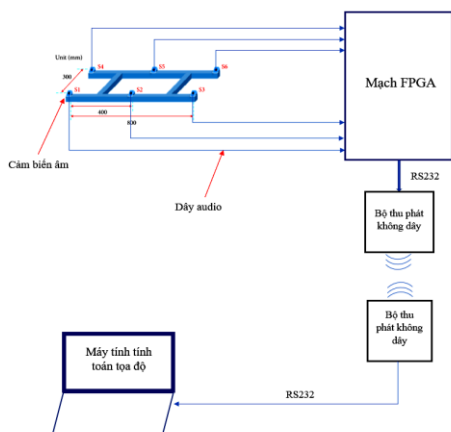 Unit (mm)
S4
S5
S6
300
S1
S2
S3
400
800
Cảm biến âm
Dây audio
Mạch FPGA
RS232
Bộ thu phát
không dây
Bộ thu
phát không
dây
Máy tính tính
toán tọa độ
RS232